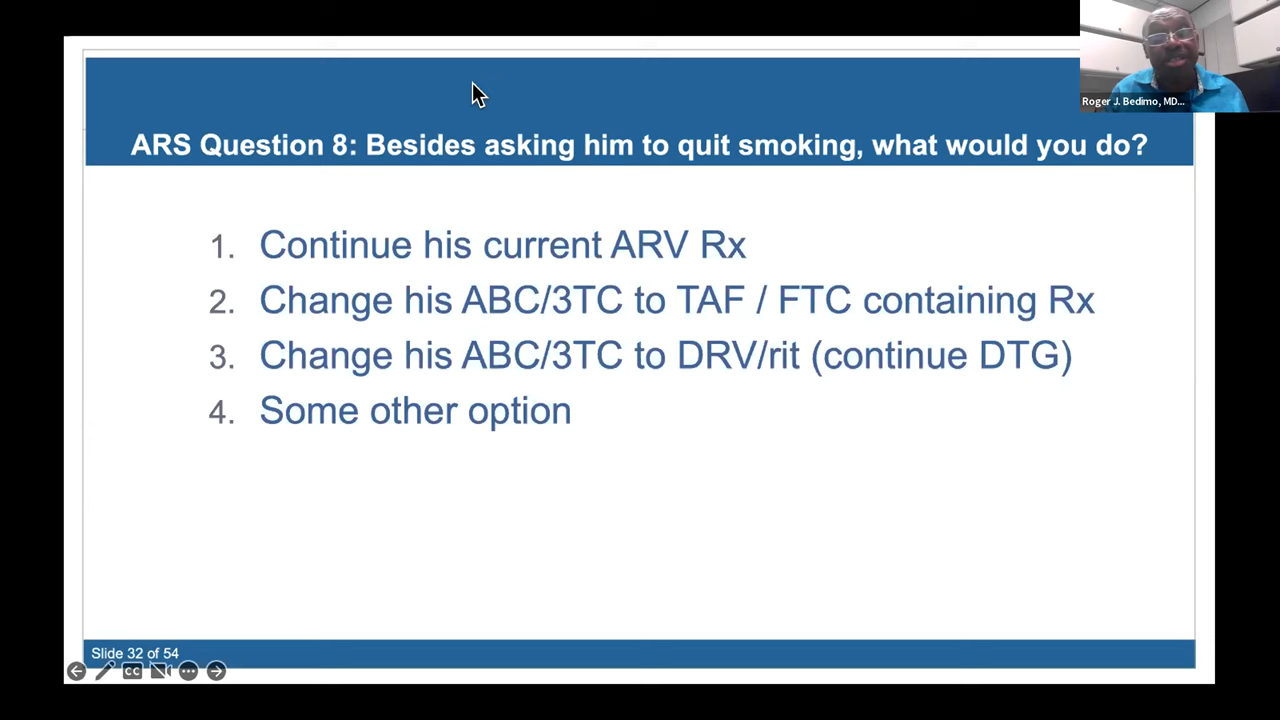 Roger J. Bedimo, MD...
ARS Question 8: Besides asking him to quit smoking, what would you do?
1. Continue his current ARV Rx
2. Change his ABC/3TC to TAF / FTC containing Rx
3. Change his ABC/3TC to DRV/rit (continue DTG)
4. Some other option
Slide 32 of 54
CC